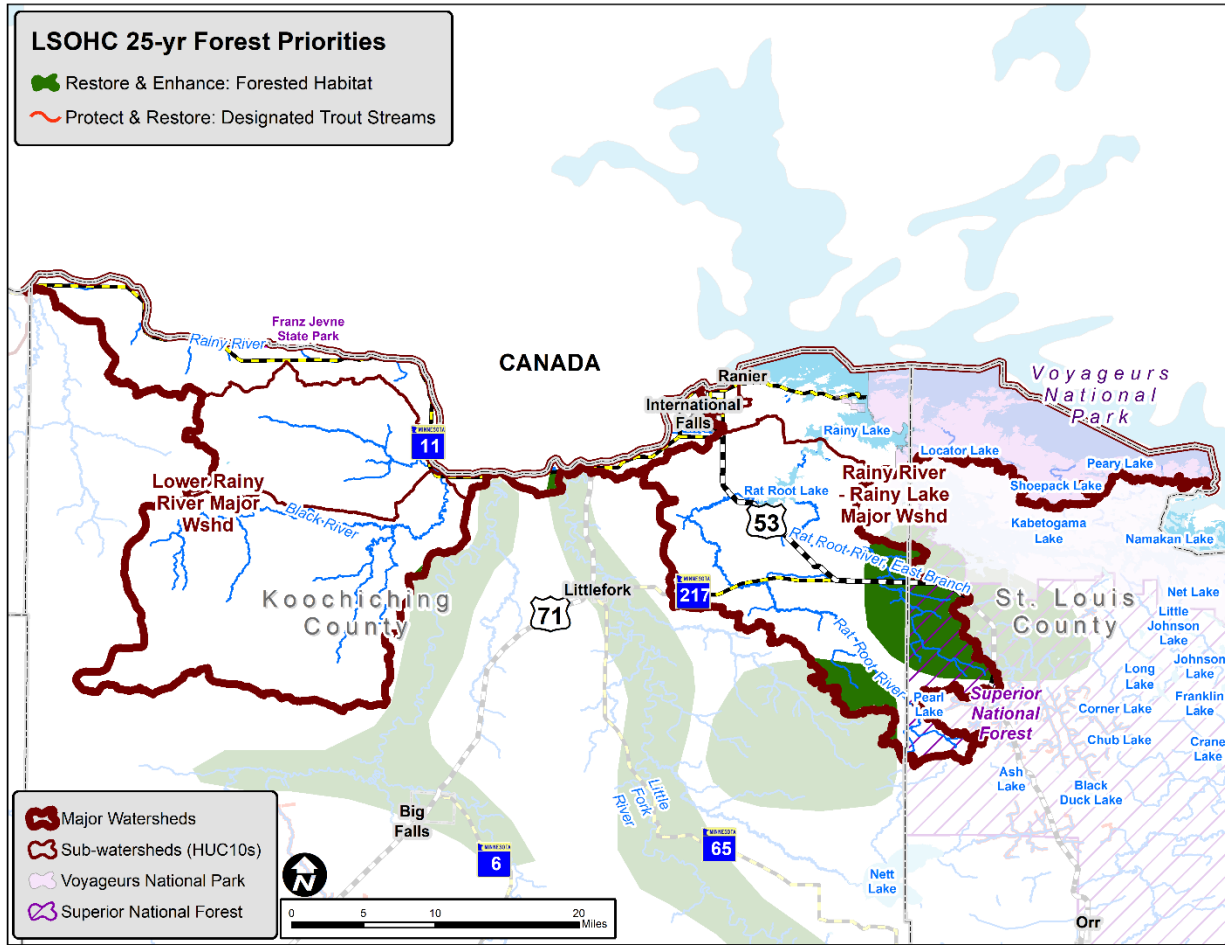 LSOHC 25-yr Forest Priorities
Restore & Enhance: Forested Habitat
Protect & Restore: Designated Trout Streams
Rainy River
Franz Jevne
State Park
CANADA
Ranier
International
Falls
Voyageurs
National
Park
MINNESOTA
11
Rainy Lake
Locator Lake
Peary Lake
Lower Rainy
River Major
Wshd
Rainy River
- Rainy Lake
Major Wshd
Shoepack Lake
Rat Root Lake
Black River
53
Kabetogama
Lake
Namakan Lake
Rat Root River, East Branch
Koochiching
County
Littlefork
MINNESOTA
217
71
St. Louis
County
Net Lake
Little
Johnson
Lake
Rat Root River
Long
Lake
Johnson
Lake
Pearl
Lake
Superior
National
Forest
Corner Lake
Franklin
Lake
Chub Lake
Crane
Lake
Ash
Lake
Black
Duck Lake
Little
Fork
River
Big
Falls
MINNESOTA
6
MINNESOTA
65
Nett
Lake
Orr
Major Watersheds
Sub-watersheds (HUC10s)
Voyageurs National Park
Superior National Forest
N
0 5 10 20
Miles